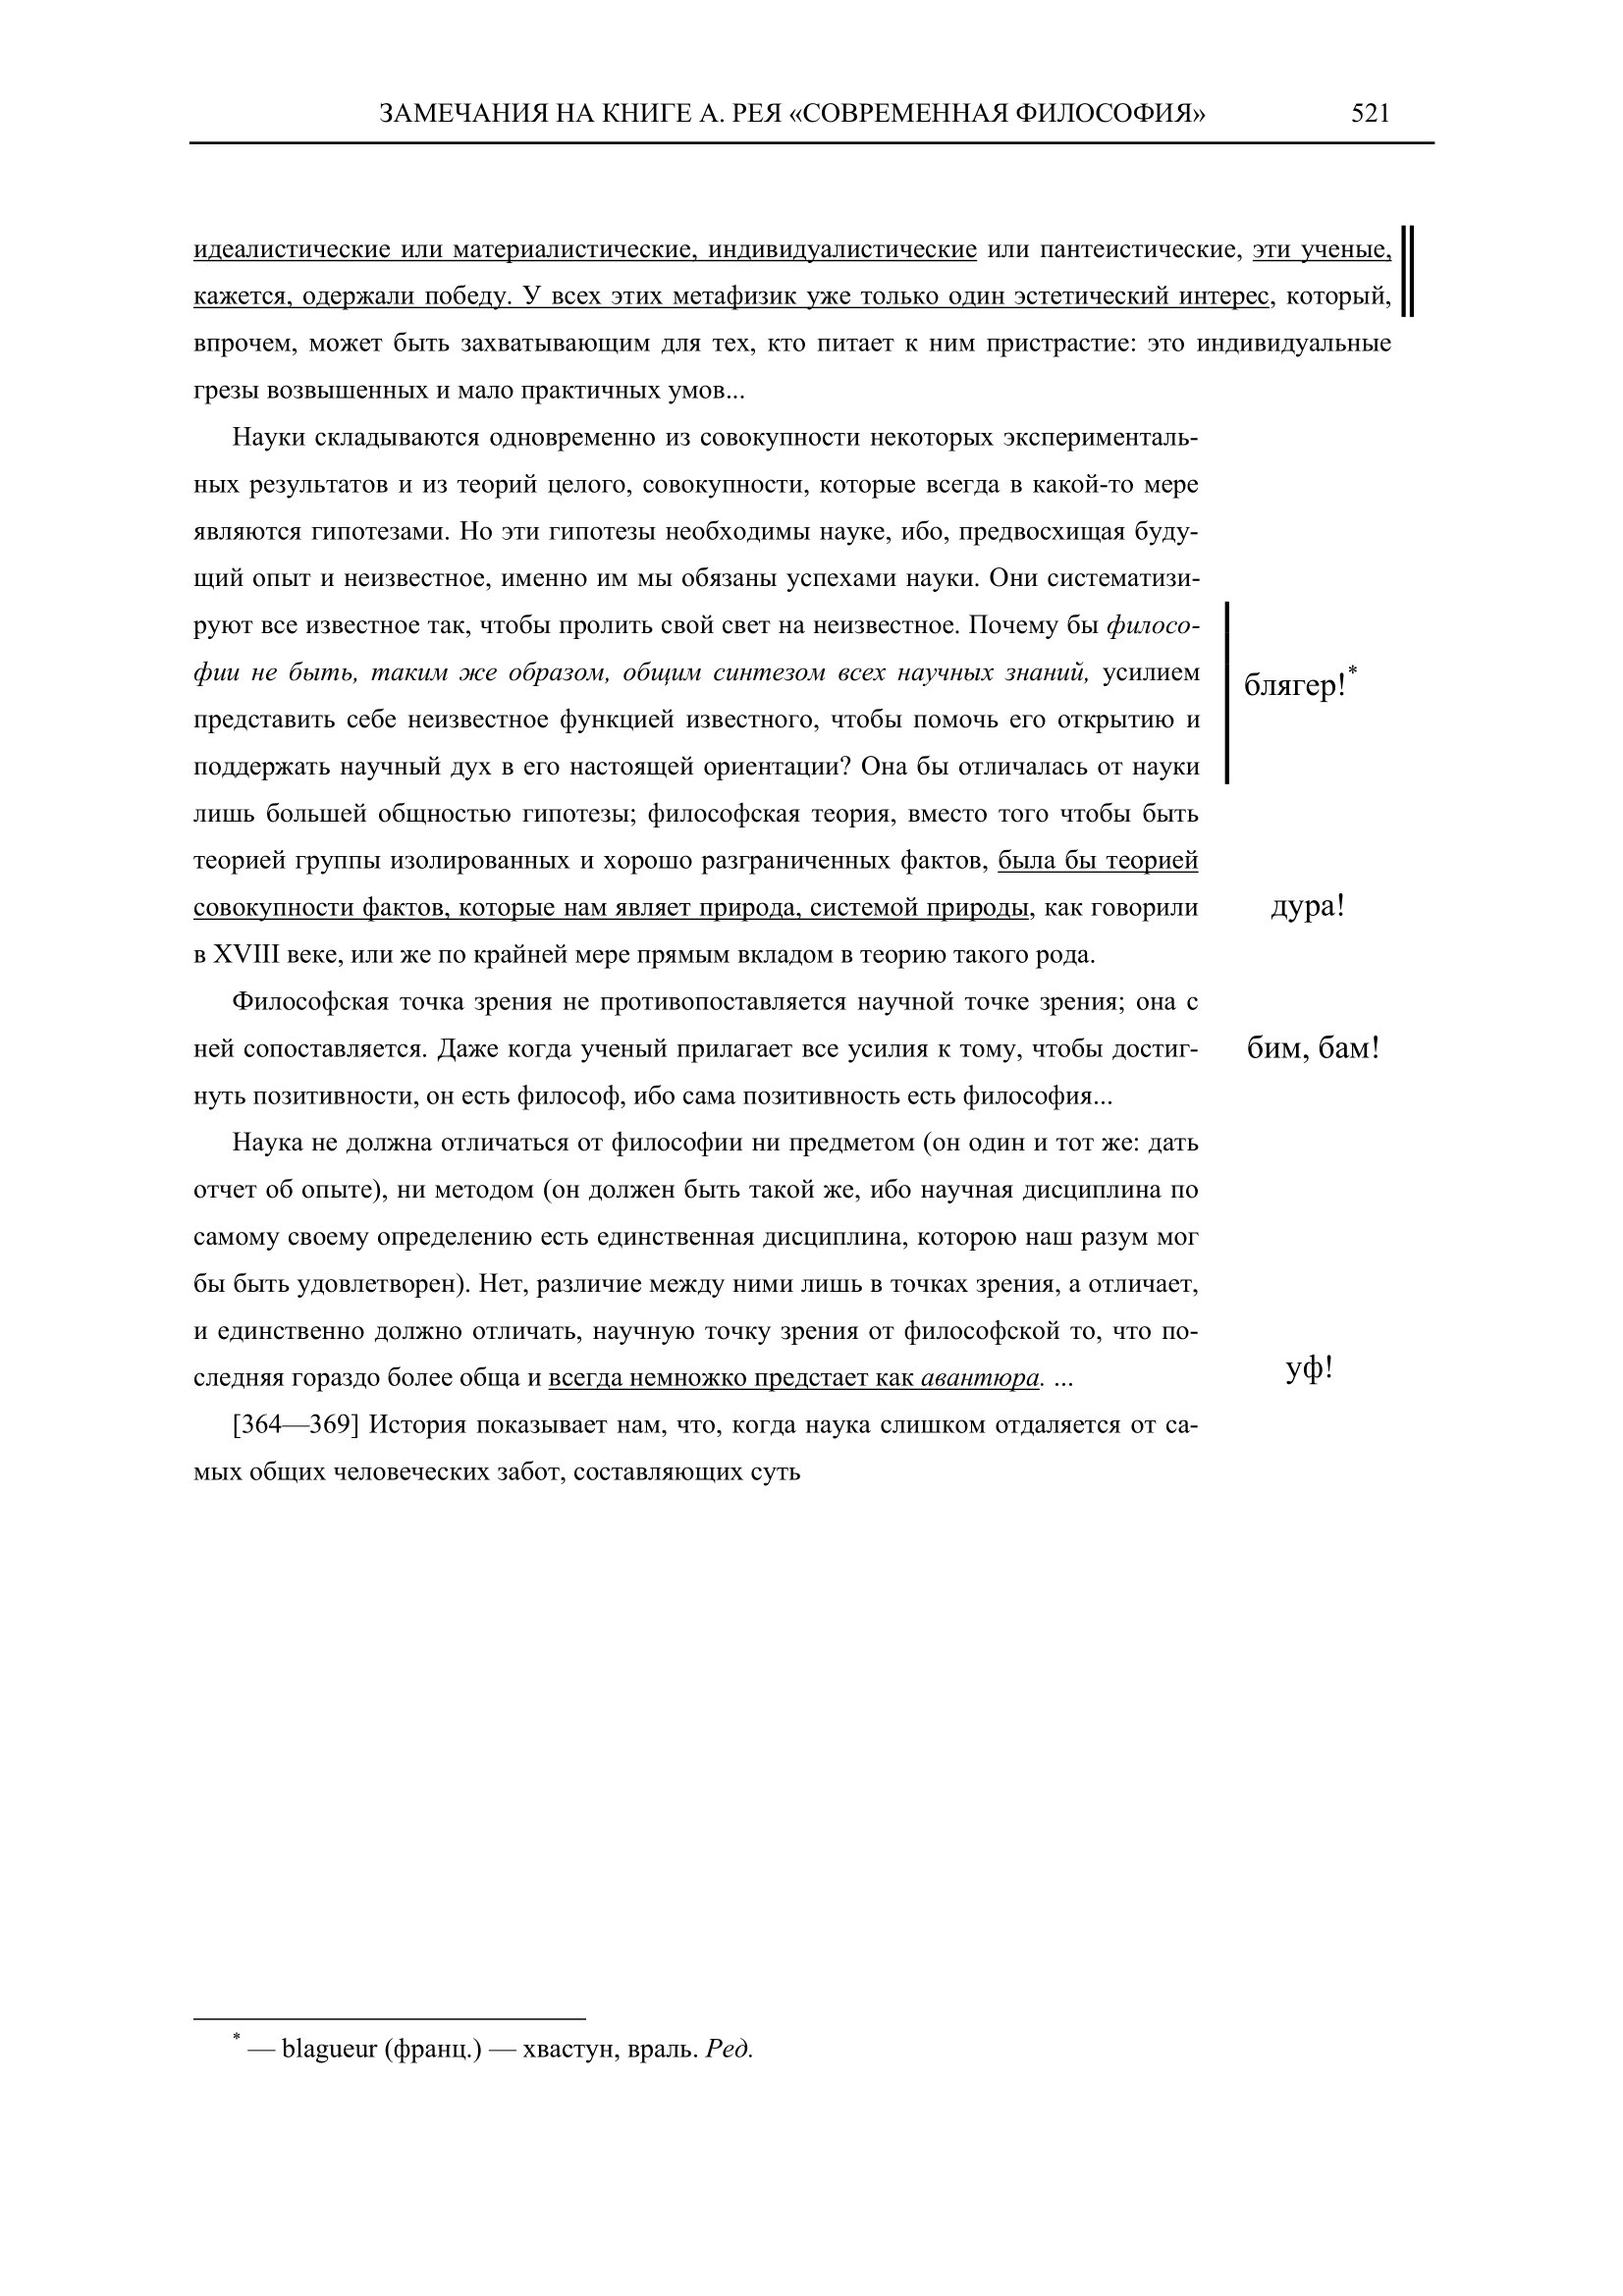 ЗАМЕЧАНИЯ НА КНИГЕ А. РЕЯ «СОВРЕМЕННАЯ ФИЛОСОФИЯ» 521
идеалистические или материалистические, индивидуалистические или пантеистические, эти ученые,
кажется, одержали победу. У всех этих метафизик уже только один эстетический интерес, который,
впрочем, может быть захватывающим для тех, кто питает к ним пристрастие: это индивидуальные
грезы возвышенных и мало практичных умов...
Науки складываются одновременно из совокупности некоторых эксперименталь-
ных результатов и из теорий целого, совокупности, которые всегда в какой-то мере
являются гипотезами. Но эти гипотезы необходимы науке, ибо, предвосхищая буду-
щий опыт и неизвестное, именно им мы обязаны успехами науки. Они систематизи-
руют все известное так, чтобы пролить свой свет на неизвестное. Почему бы филосо-
фии не быть, таким же образом, общим синтезом всех научных знаний, усилием
блягер!*
представить себе неизвестное функцией известного, чтобы помочь его открытию и
поддержать научный дух в его настоящей ориентации? Она бы отличалась от науки
лишь большей общностью гипотезы; философская теория, вместо того чтобы быть
теорией группы изолированных и хорошо разграниченных фактов, была бы теорией
совокупности фактов, которые нам являет природа, системой природы, как говорили
дура!
в XVIII веке, или же по крайней мере прямым вкладом в теорию такого рода.
Философская точка зрения не противопоставляется научной точке зрения; она с
ней сопоставляется. Даже когда ученый прилагает все усилия к тому, чтобы достиг-
бим, бам!
нуть позитивности, он есть философ, ибо сама позитивность есть философия...
Наука не должна отличаться от философии ни предметом (он один и тот же: дать
отчет об опыте), ни методом (он должен быть такой же, ибо научная дисциплина по
самому своему определению есть единственная дисциплина, которою наш разум мог
бы быть удовлетворен). Нет, различие между ними лишь в точках зрения, а отличает,
и единственно должно отличать, научную точку зрения от философской то, что по-
следняя гораздо более обща и всегда немножко предстает как авантюра. ...
уф!
[364—369] История показывает нам, что, когда наука слишком отдаляется от са-
мых общих человеческих забот, составляющих суть
* — blagueur (франц.) — хвастун, враль. Ред.